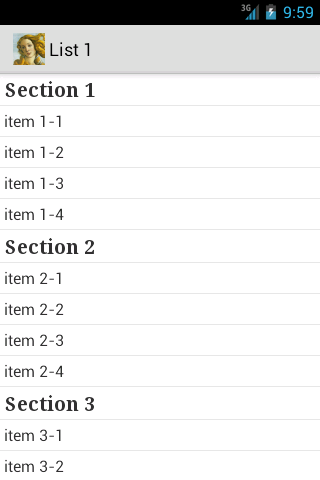 3G 9:59
List 1
Section 1
item 1-1
item 1-2
item 1-3
item 1-4
Section 2
item 2-1
item 2-2
item 2-3
item 2-4
Section 3
item 3-1
item 3-2